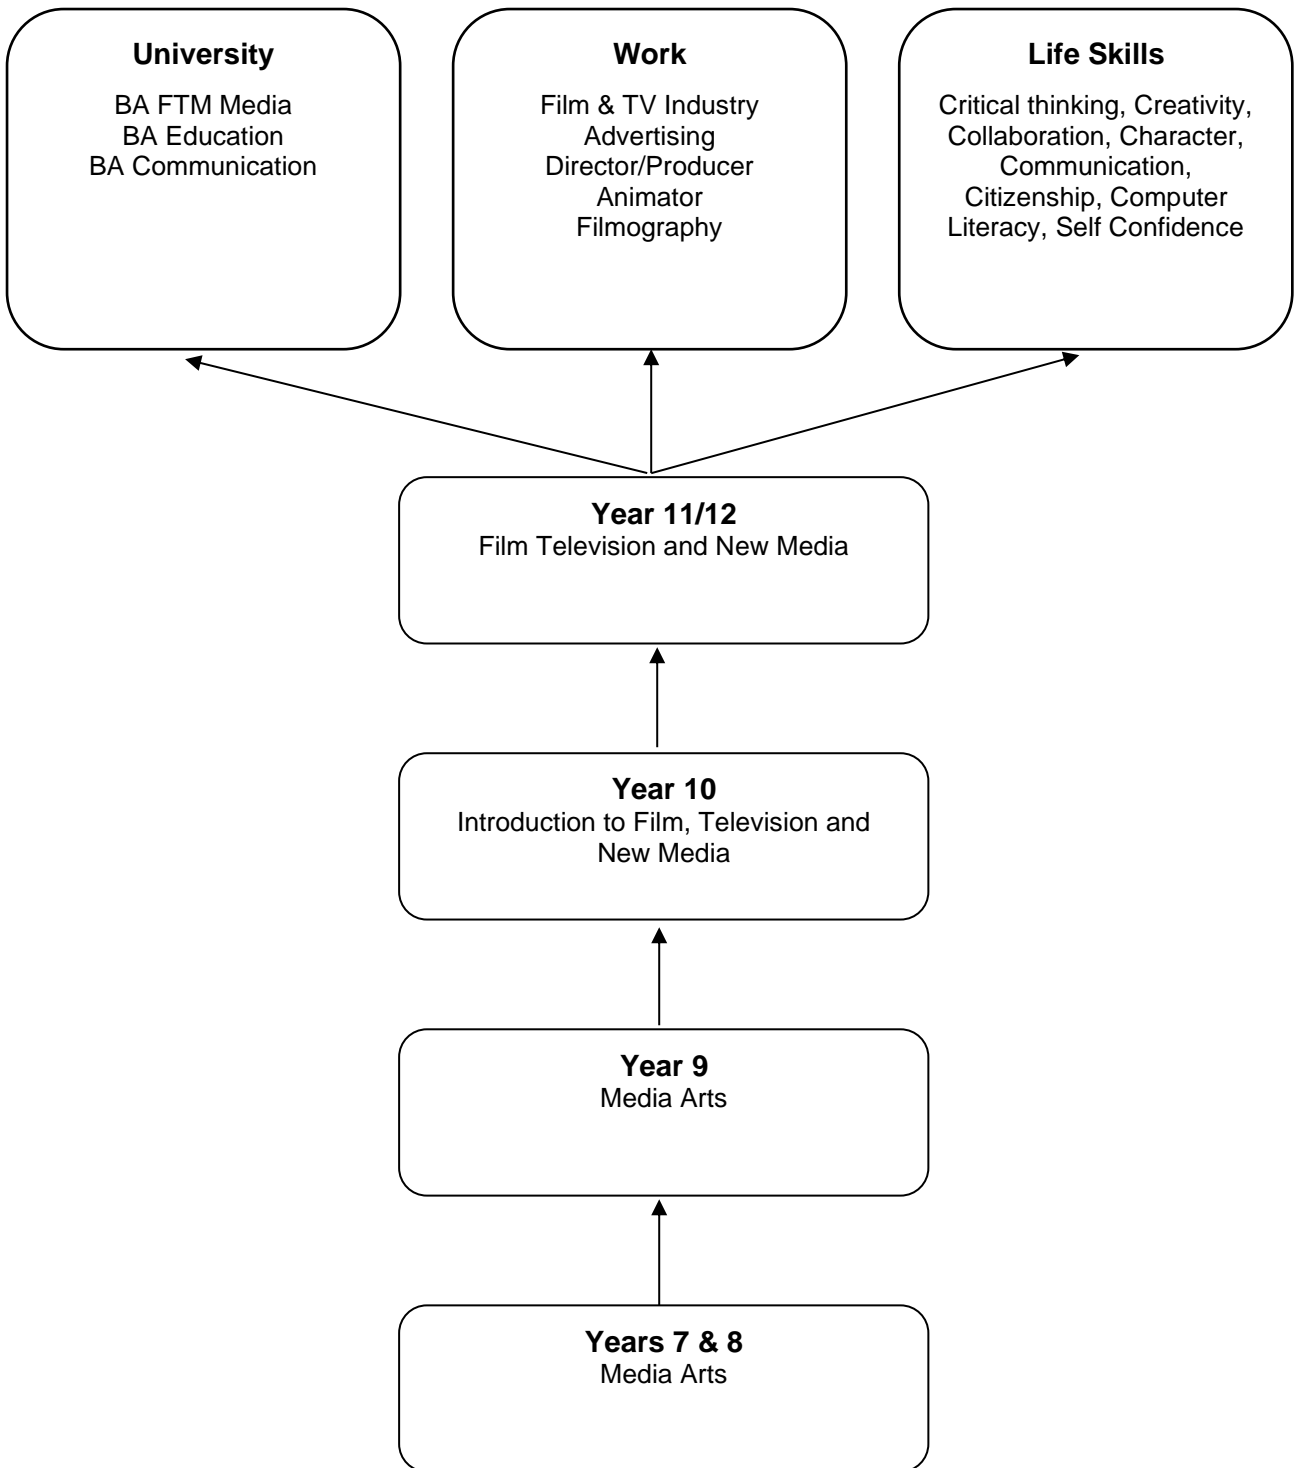 University
BA FTM Media
BA Education
BA Communication
Work
Film & TV Industry
Advertising
Director/Producer
Animator
Filmography
Life Skills
Critical thinking, Creativity,
Collaboration, Character,
Communication,
Citizenship, Computer
Literacy, Self Confidence
Year 11/12
Film Television and New Media
Year 10
Introduction to Film, Television and
New Media
Year 9
Media Arts
Years 7 & 8
Media Arts